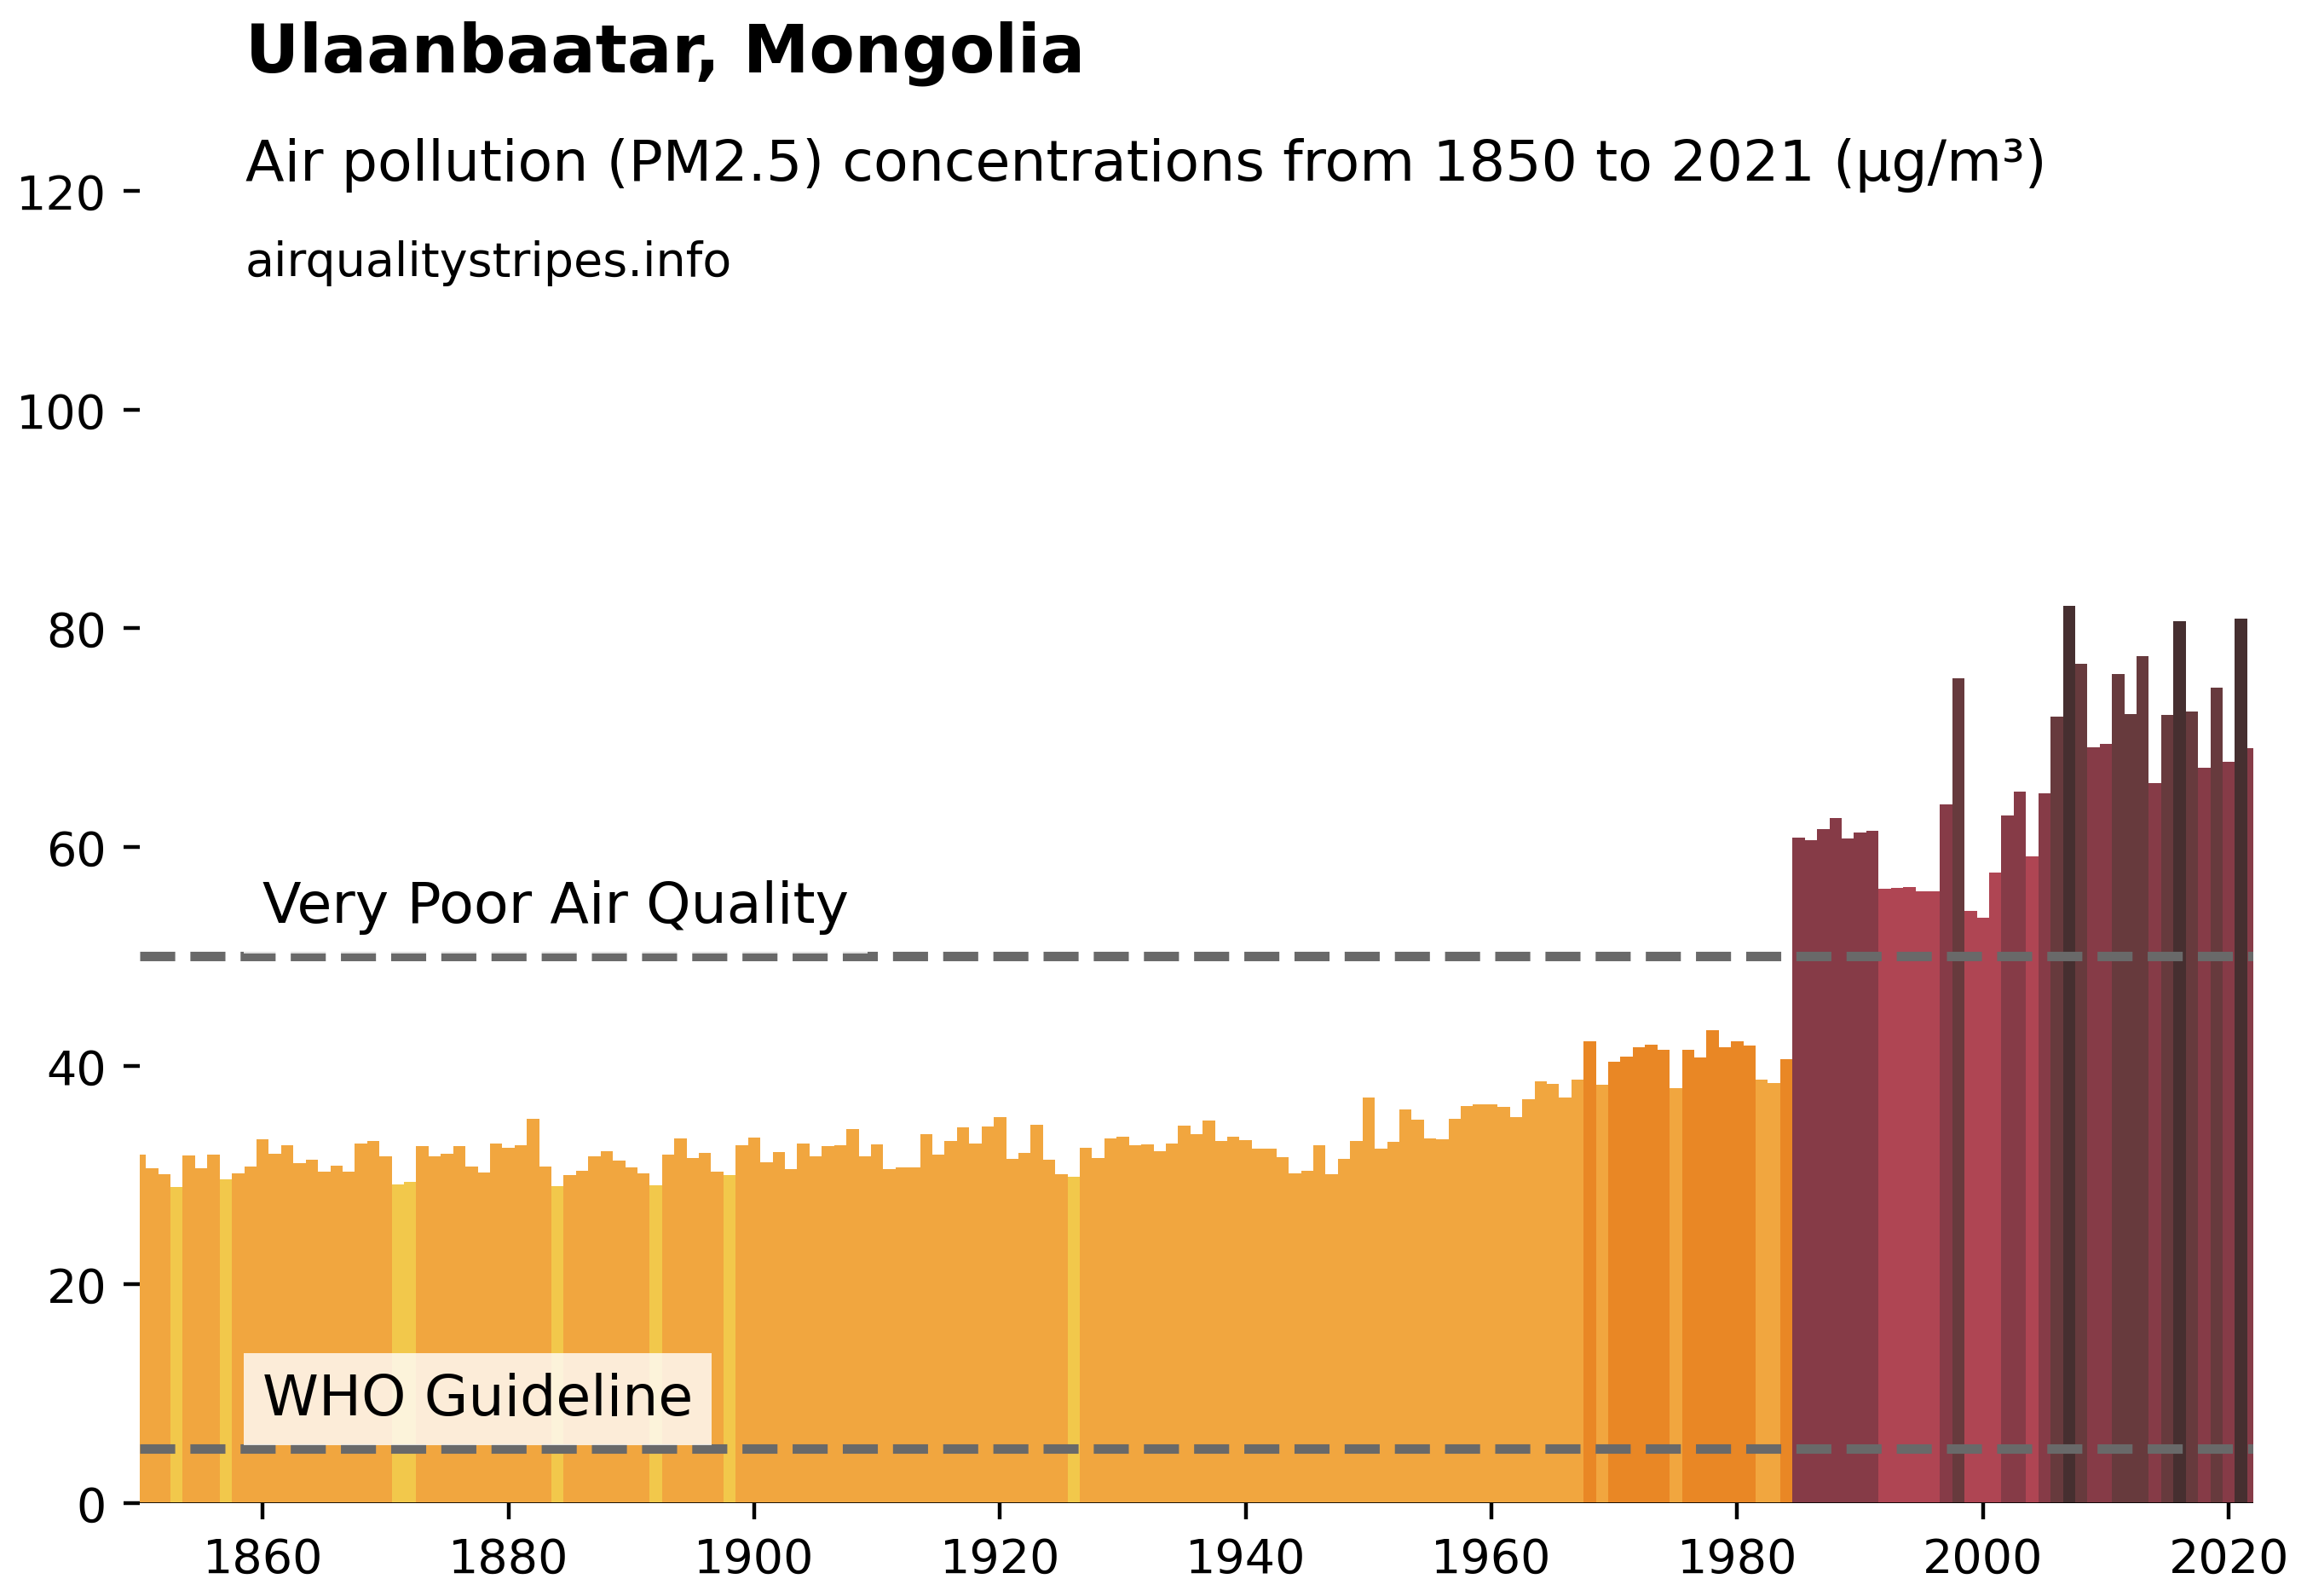 Ulaanbaatar, Mongolia
Air pollution (PM2.5) concentrations from 1850 to 2021 (µg/m³)
airqualitystripes.info
120
100
80
60
Very Poor Air Quality
40
20
WHO Guideline
0
1860 1880 1900 1920 1940 1960 1980 2000 2020